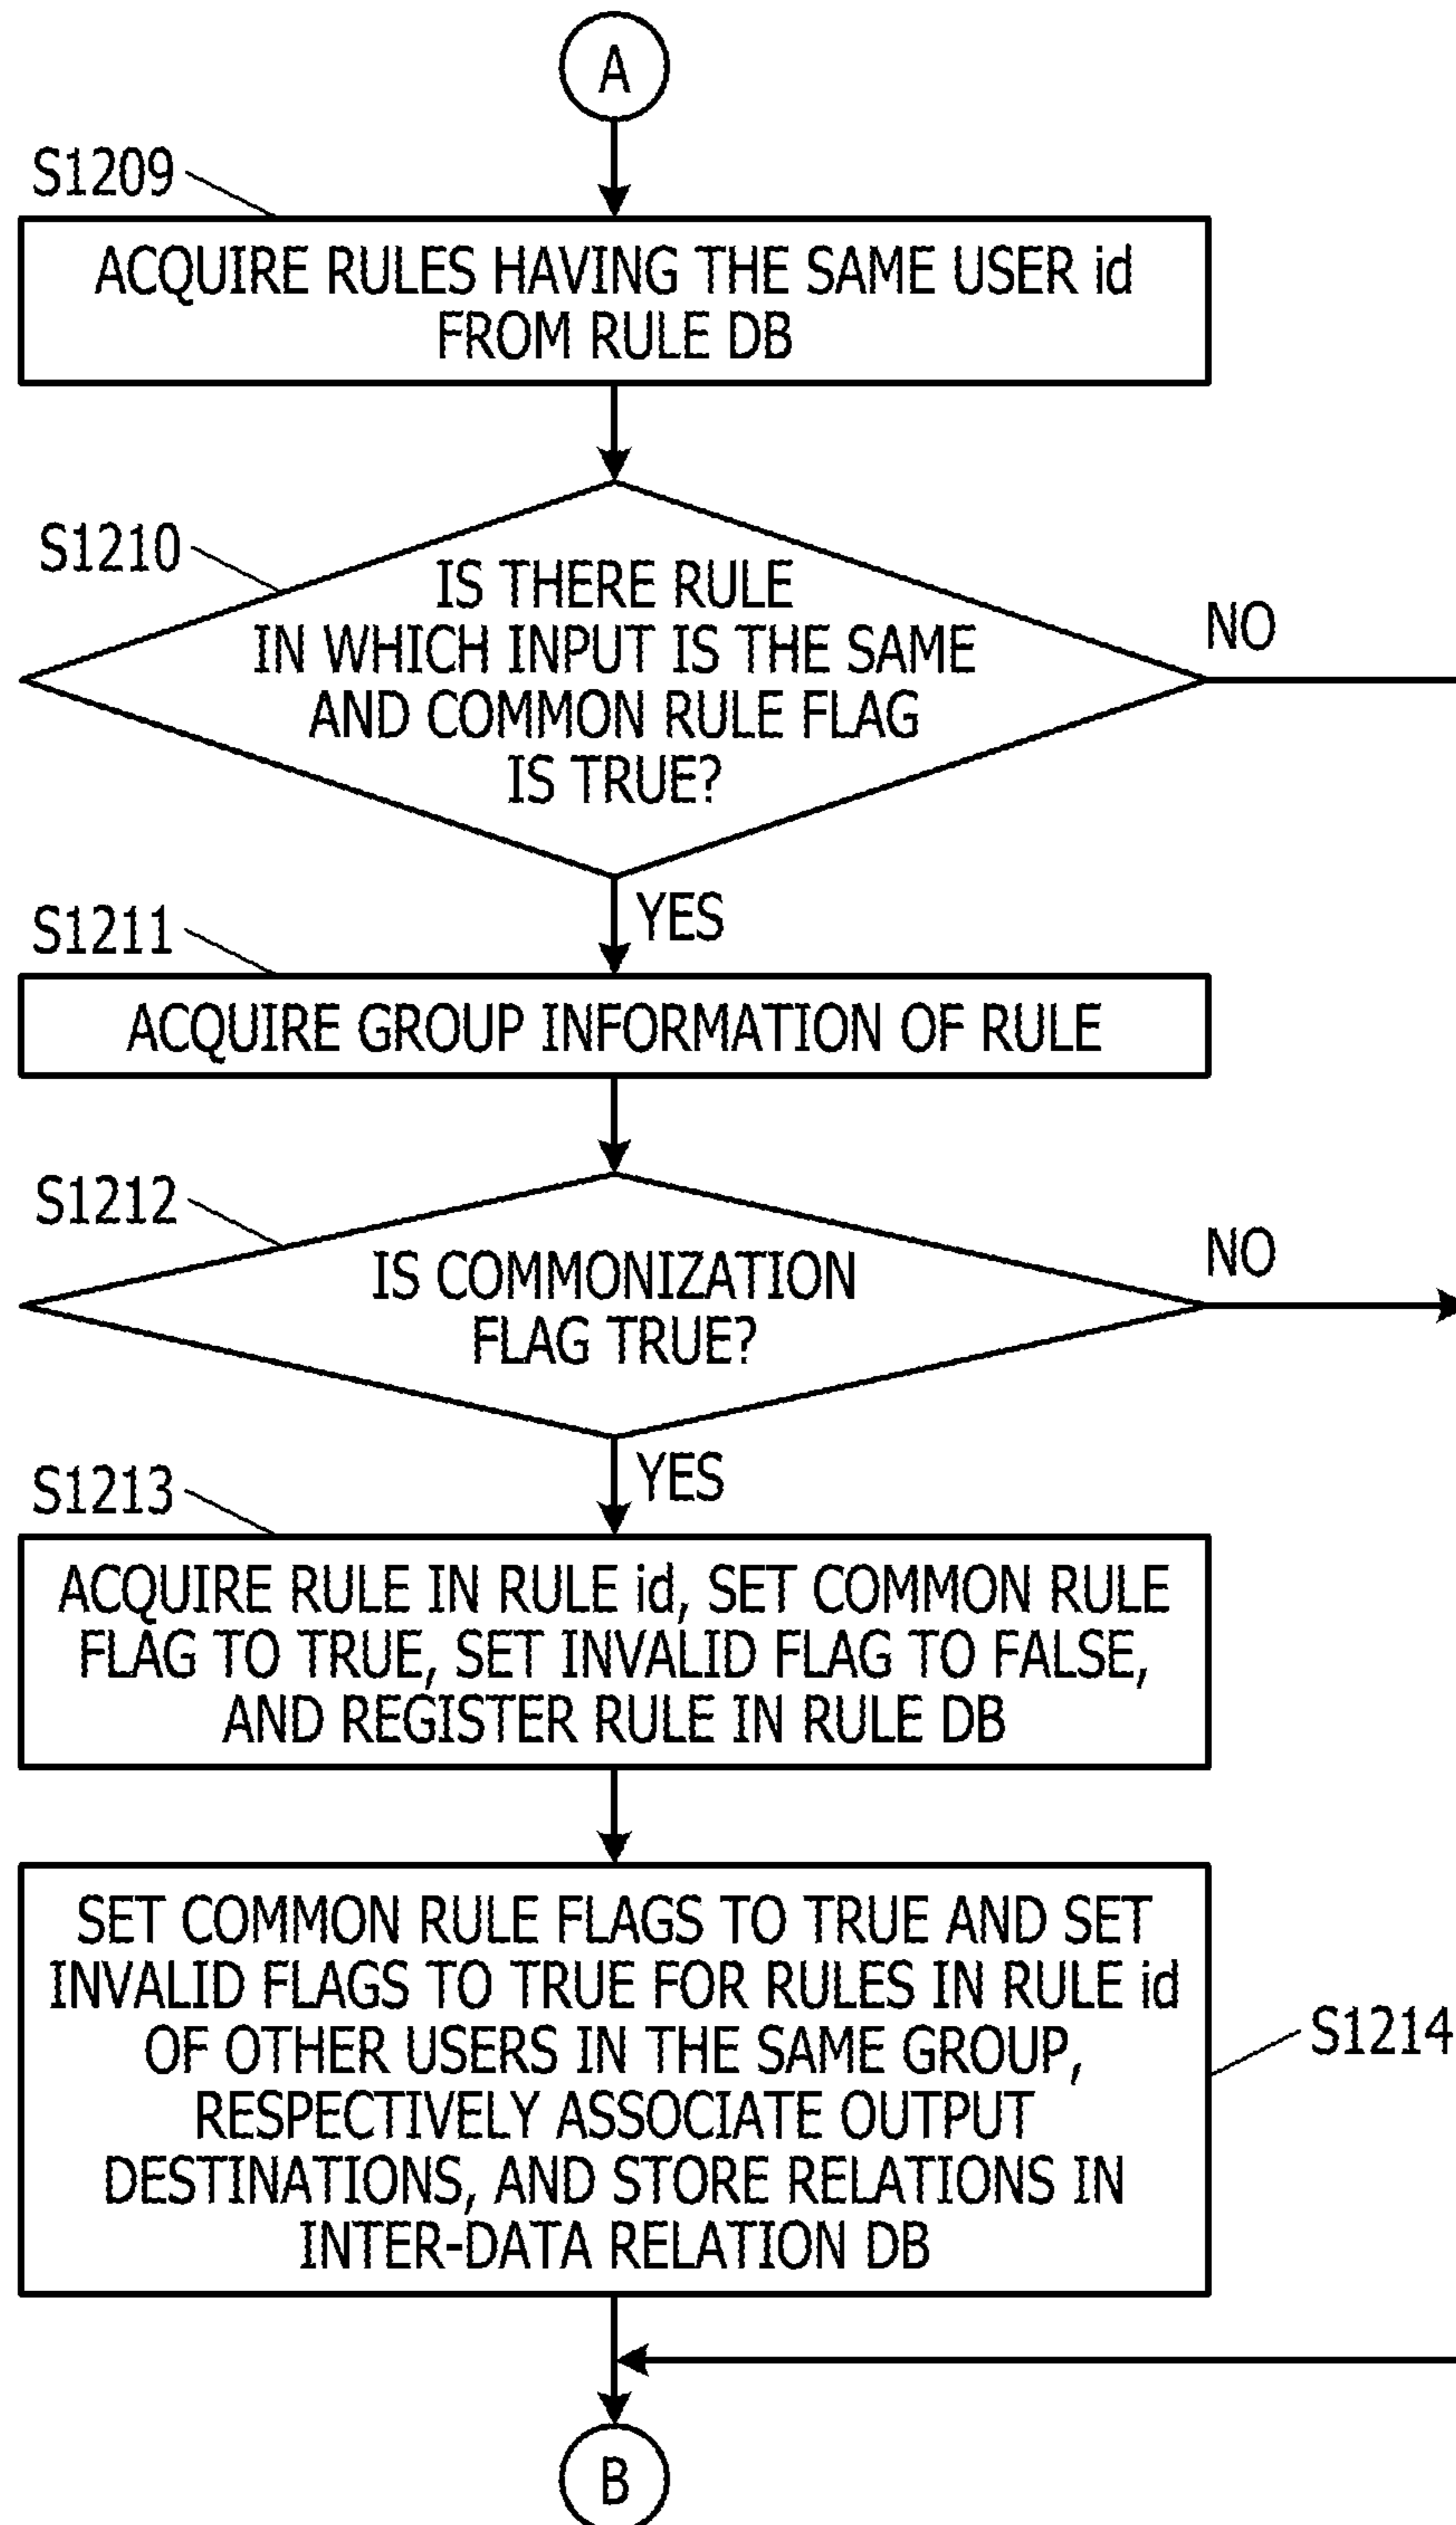 A
S1209
ACQUIRE RULES HAVING THE SAME USER id
FROM RULE DB
S1210
IS THERE RULE
IN WHICH INPUT IS THE SAME
AND COMMON RULE FLAG
IS TRUE?
NO
YES
S1211
ACQUIRE GROUP INFORMATION OF RULE
S1212
IS COMMONIZATION
FLAG TRUE?
NO
YES
S1213
ACQUIRE RULE IN RULE id, SET COMMON RULE
FLAG TO TRUE, SET INVALID FLAG TO FALSE,
AND REGISTER RULE IN RULE DB
SET COMMON RULE FLAGS TO TRUE AND SET
INVALID FLAGS TO TRUE FOR RULES IN RULE id
OF OTHER USERS IN THE SAME GROUP,
RESPECTIVELY ASSOCIATE OUTPUT
DESTINATIONS, AND STORE RELATIONS IN
INTER-DATA RELATION DB
S1214
B